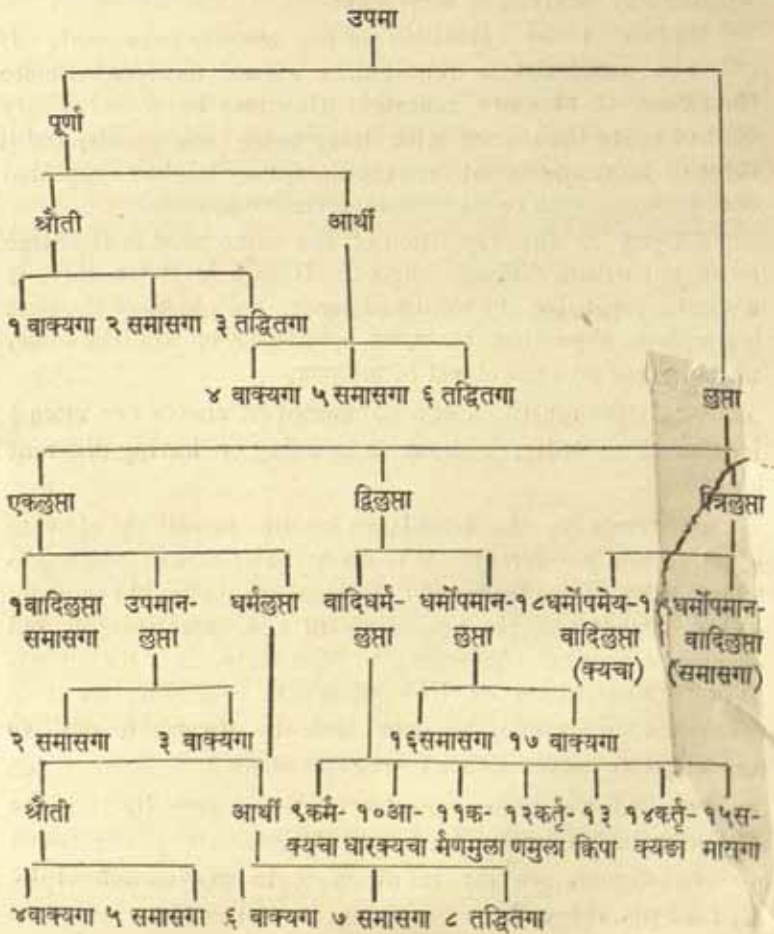 उपमा
पूर्णा
श्रौती आर्थी
१ वाक्यगा २ समासगा ३ तद्धितगा
४ वाक्यगा ५ समासगा ६ तद्धितगा लुप्ता
एकलुप्ता द्विलुप्ता त्रिलुप्ता
१वादिलुप्ता उपमान- धर्मलुप्ता वादिधर्म- धर्मोपमान- १८धर्मोपमेय- १९धर्मोपमान-
समासगा लुप्ता लुप्ता लुप्ता वादिलुप्ता वादिलुप्ता
(क्यचा) (समासगा)
२ समासगा ३ वाक्यगा १६समासगा १७ वाक्यगा
श्रौती आर्थी ९कर्म- १०आ- ११क- १२कर्तृ- १३ १४कर्तृ- १५स-
क्यचा धारक्यचा र्मणमुला णमुला क्विपा क्यङा मासगा
४वाक्यगा ५ समासगा ६ वाक्यगा ७ समासगा ८ तद्धितगा